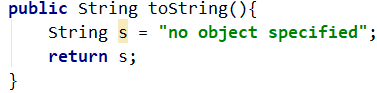 public String toString(){
    String s = "no object specified";
    return s;
}